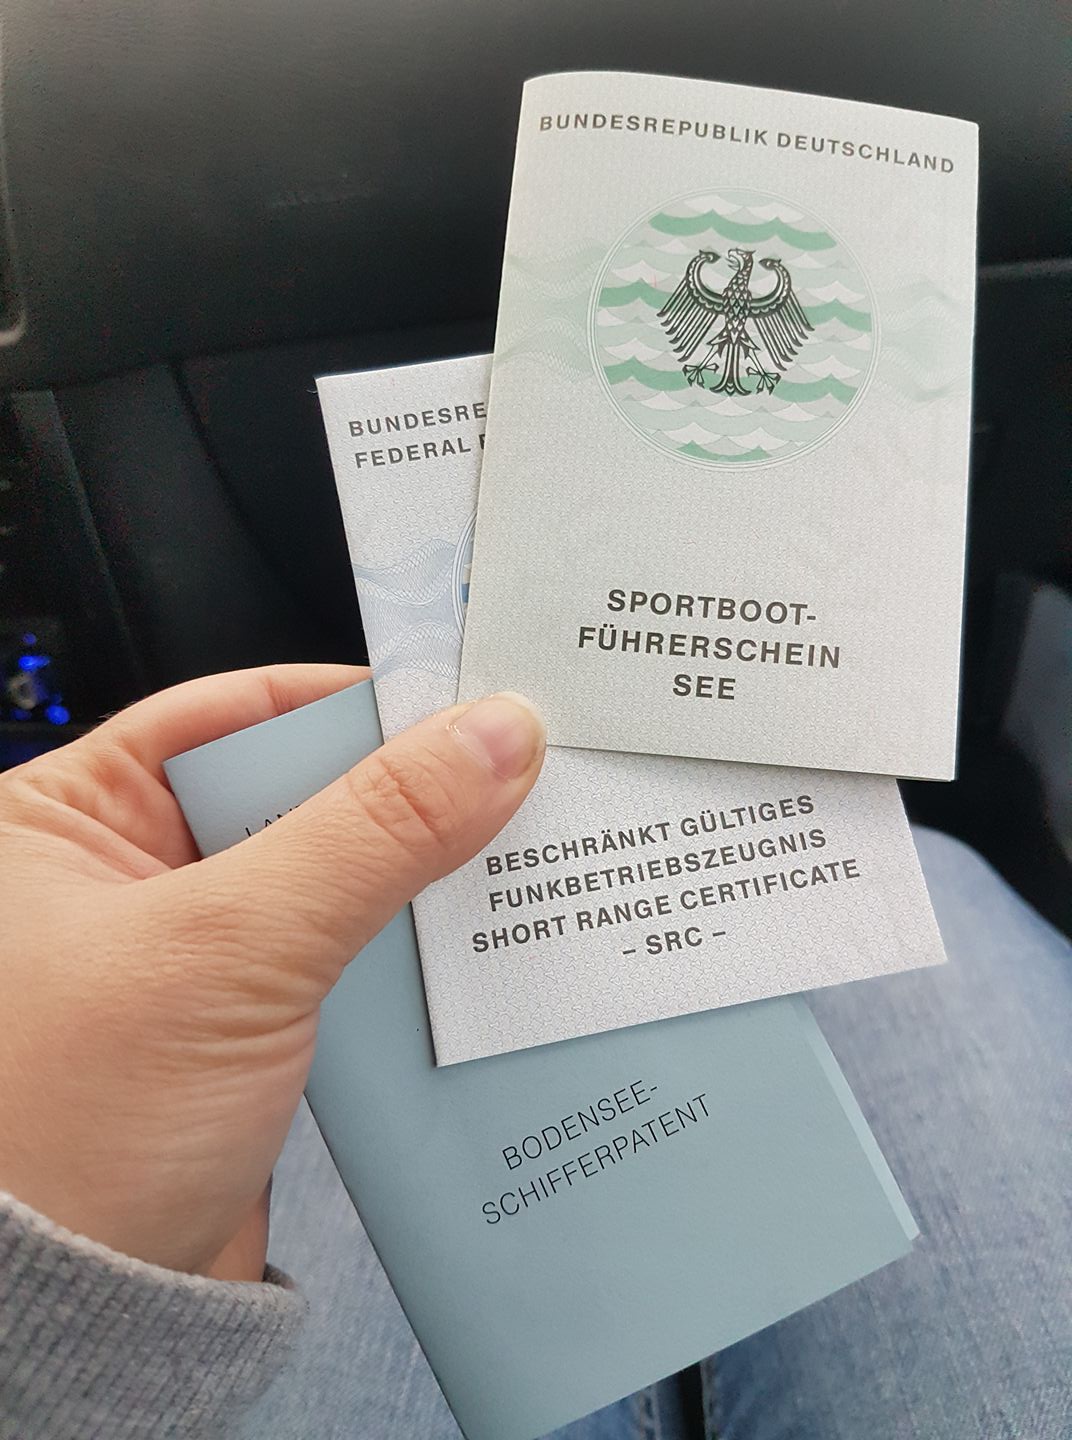 BUNDESREPUBLIK DEUTSCHLAND
SPORTBOOT-
FÜHRERSCHEIN
SEE
BUNDESRE
FEDERAL
BESCHRÄNKT GÜLTIGES
FUNKBETRIEBSZEUGNIS
SHORT RANGE CERTIFICATE
– SRC –
BODENSEE-
SCHIFFERPATENT